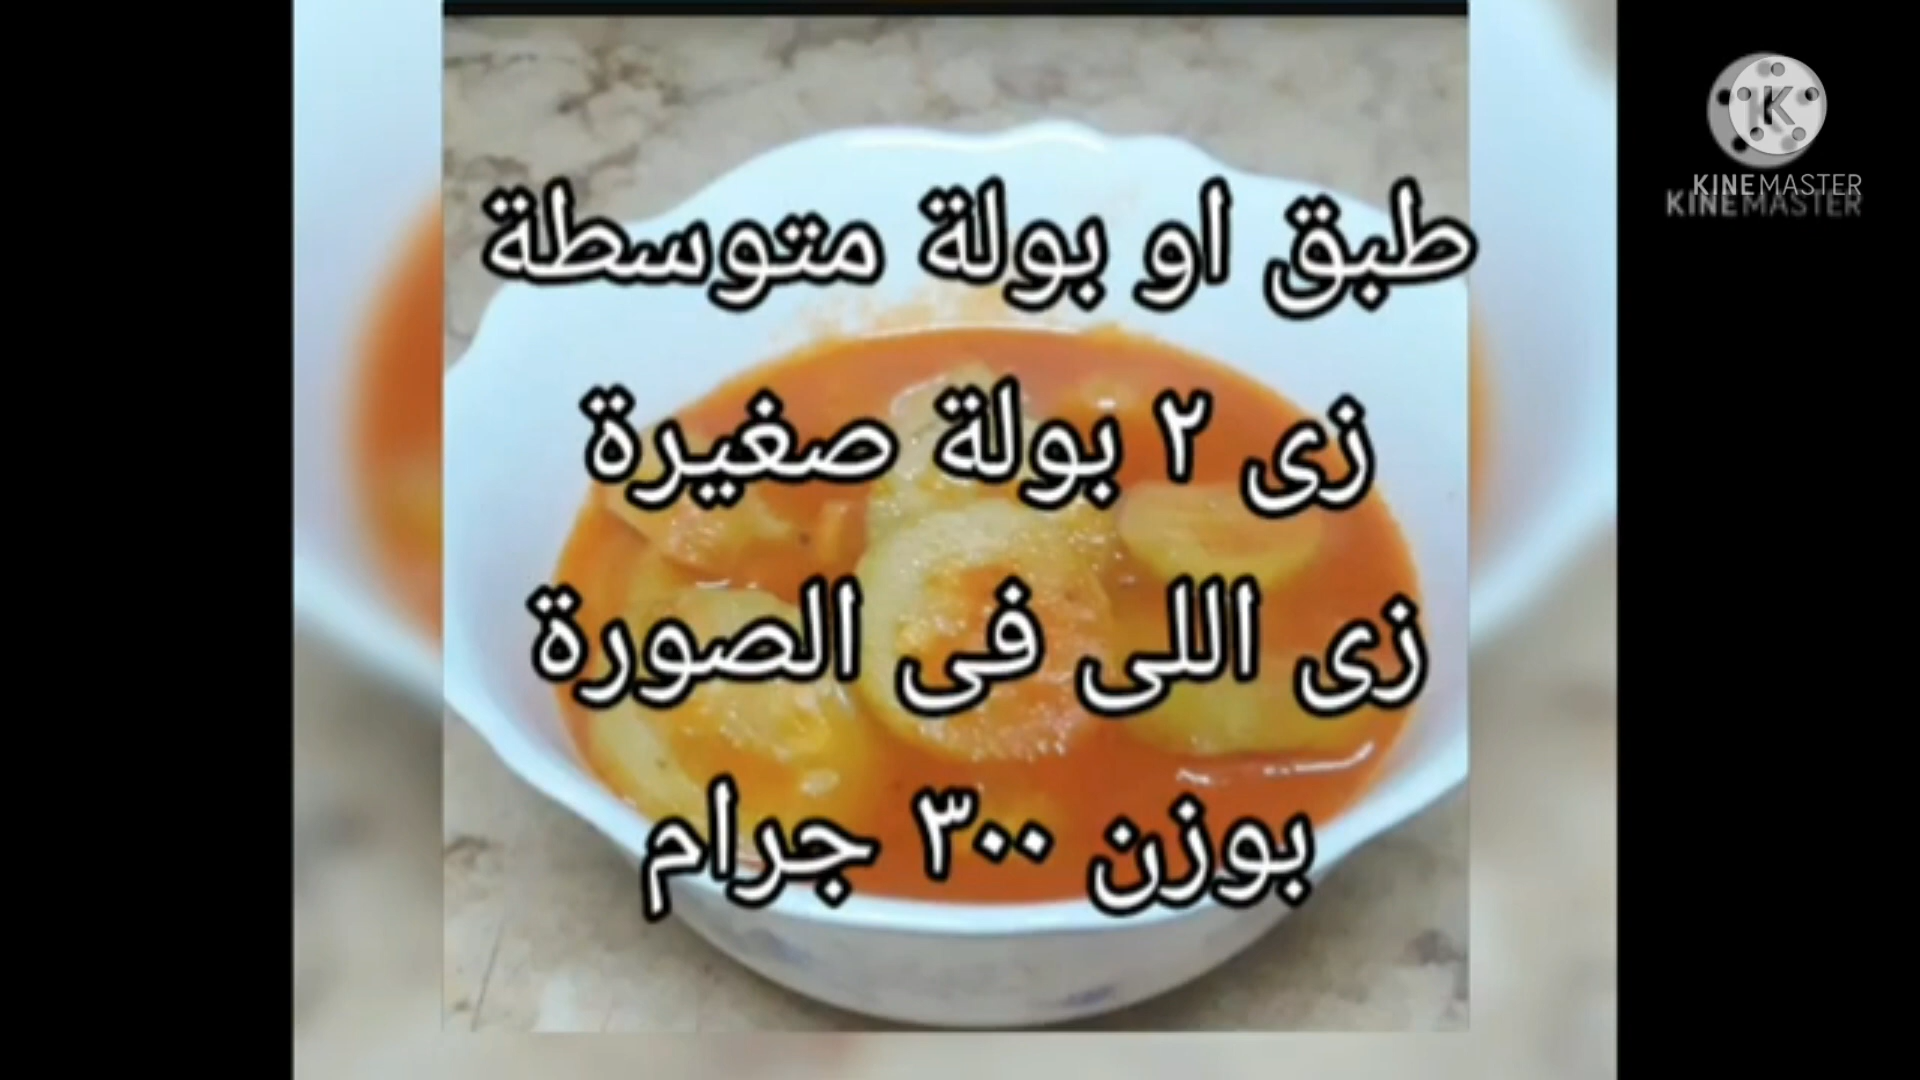 طبق او بولة متوسطة
زى ٢ بولة صغيرة
زى اللى فى الصورة
بوزن ٣٠٠ جرام
KINEMASTER
KINEMASTER